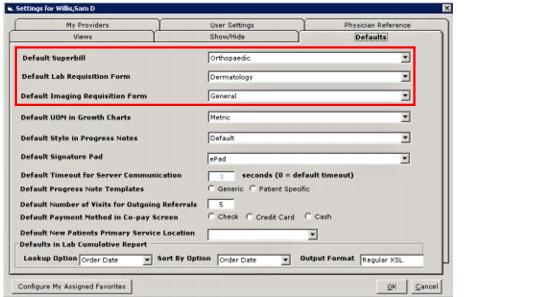 Settings for Willis,Sam D
My Providers User Settings Physician Reference
Views Show/Hide Defaults
Default Superbill Orthopaedic
Default Lab Requisition Form Dermatology
Default Imaging Requisition Form General
Default UOM in Growth Charts Metric
Default Style in Progress Notes Default
Default Signature Pad ePad
Default Timeout for Server Communication 3 seconds (0 = default timeout)
Default Progress Note Templates Generic Patient Specific
Default Number of Visits for Outgoing Referrals 5
Default Payment Method in Co-pay Screen Check Credit Card Cash
Default New Patients Primary Service Location
Defaults in Lab Cumulative Report
Lookup Option Order Date Sort By Option Order Date Output Format Regular XSL
Configure My Assigned Favorites OK Cancel